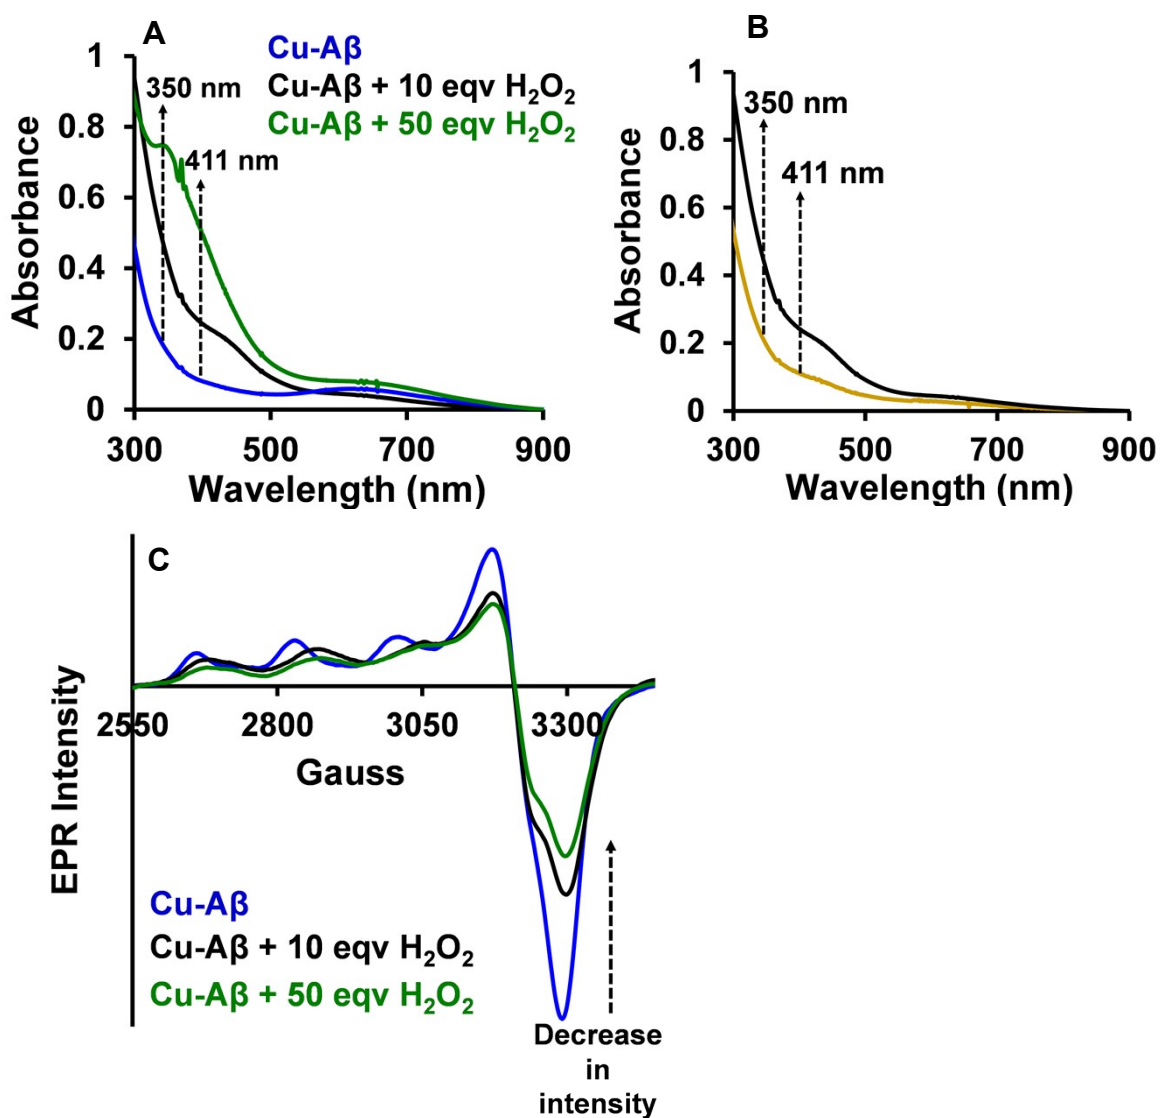 A
Cu-Aβ
Cu-Aβ + 10 eqv H₂O₂
Cu-Aβ + 50 eqv H₂O₂
350 nm
411 nm
1
0.8
0.6
0.4
0.2
0
Absorbance
300 500 700 900
Wavelength (nm)
B
350 nm
411 nm
1
0.8
0.6
0.4
0.2
0
Absorbance
300 500 700 900
Wavelength (nm)
C
2550 2800 3050 3300
Gauss
EPR Intensity
Cu-Aβ
Cu-Aβ + 10 eqv H₂O₂
Cu-Aβ + 50 eqv H₂O₂
Decrease
in
intensity